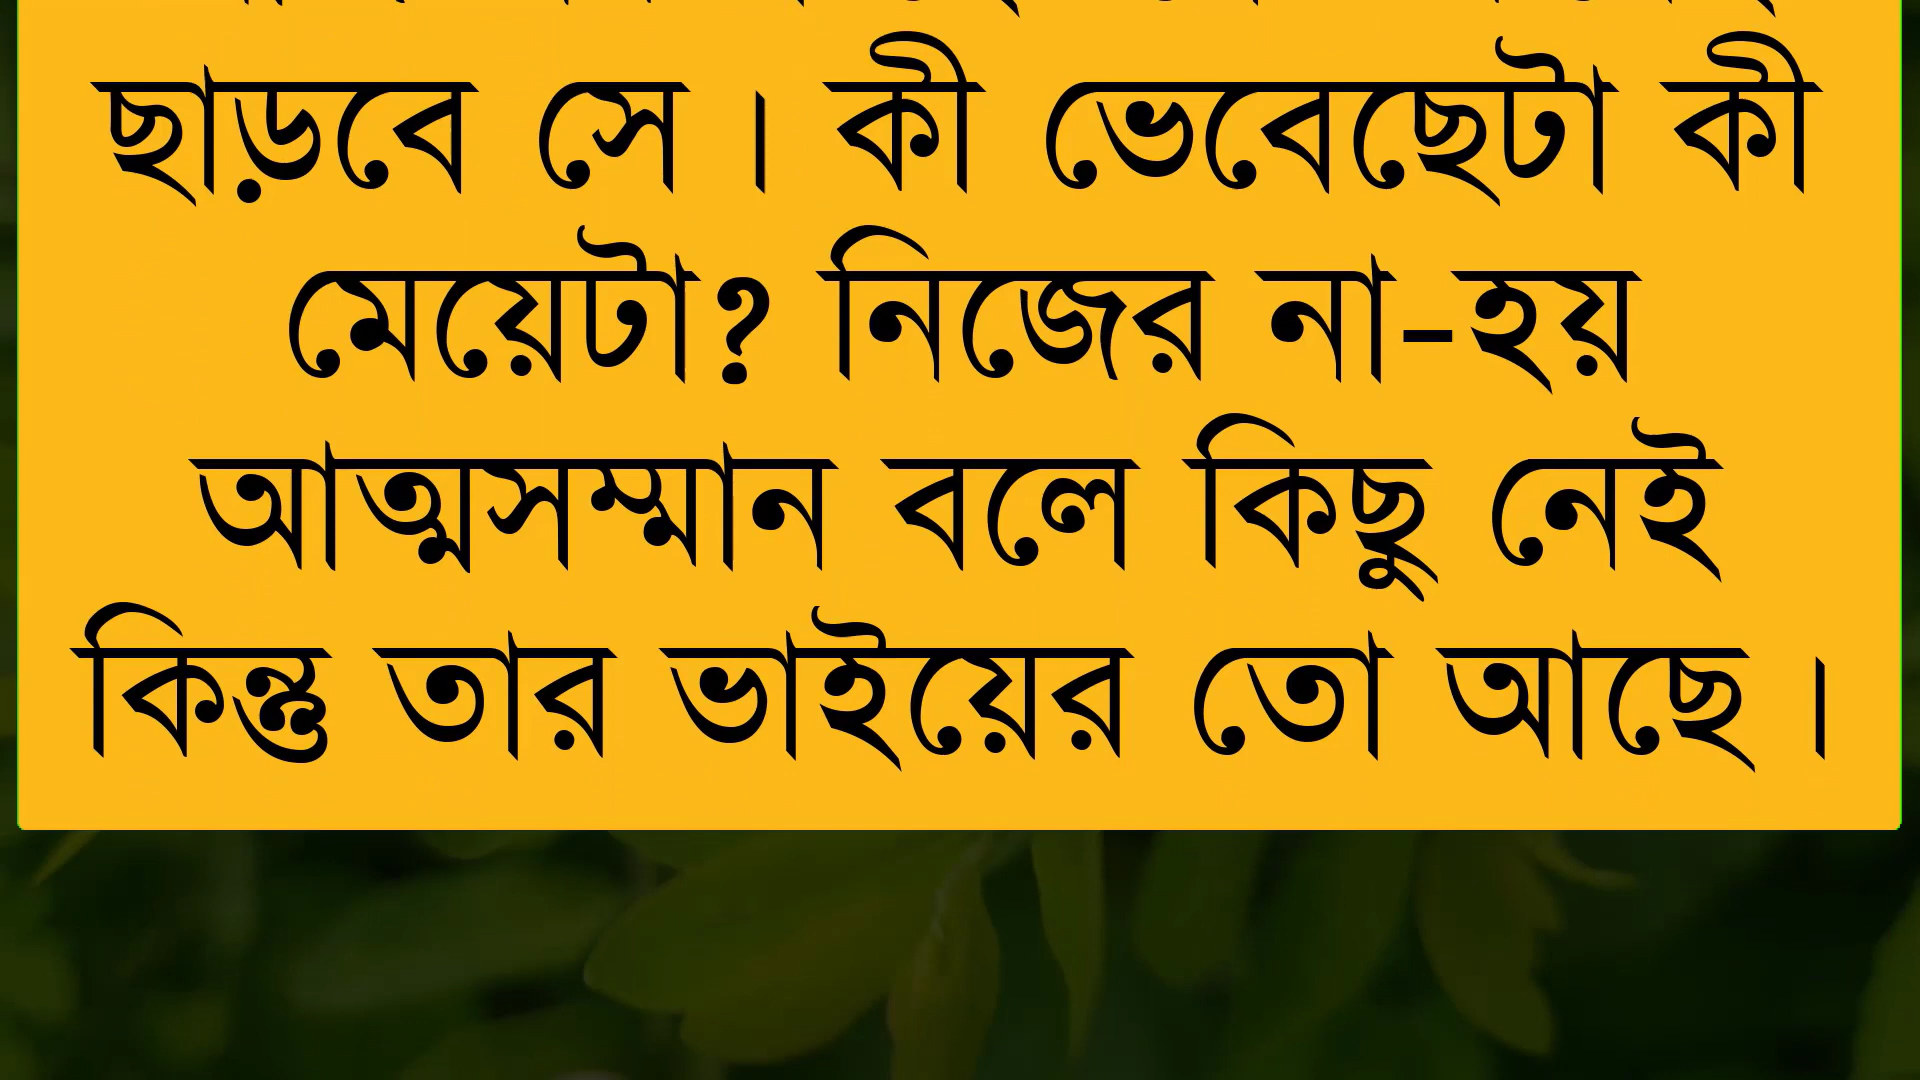 ছাড়বে সে । কী ভেবেছেটা কী
মেয়েটা? নিজের না-হয়
আত্মসম্মান বলে কিছু নেই
কিন্তু তার ভাইয়ের তো আছে ।